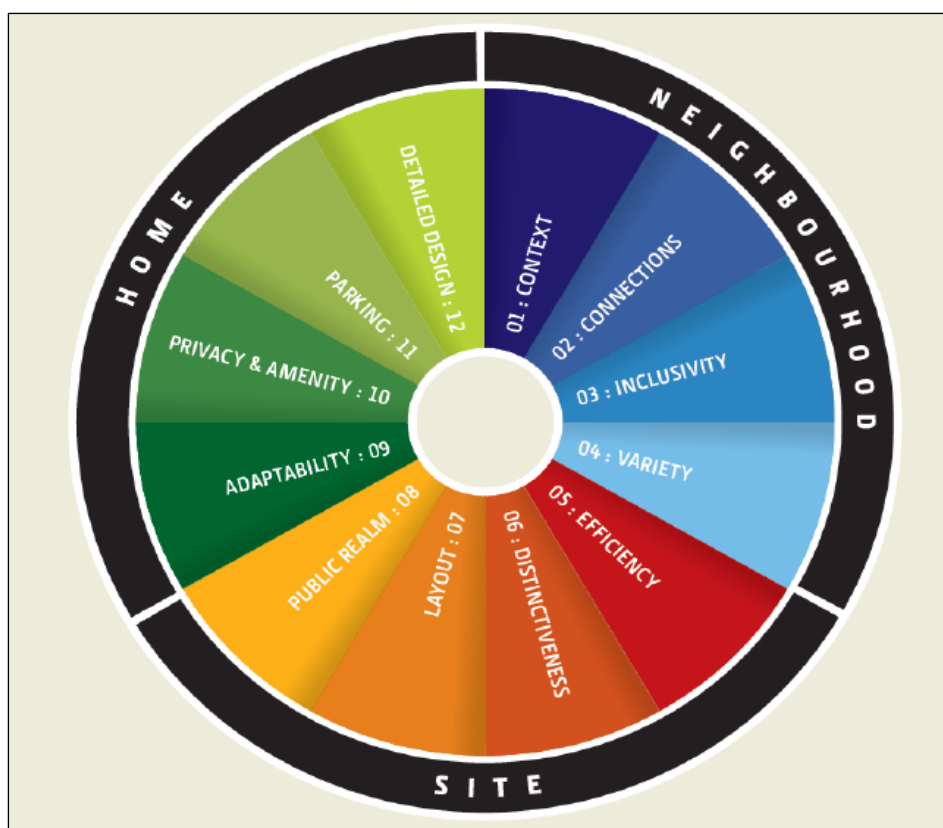 NEIGHBOURHOOD
01 : CONTEXT
02 : CONNECTIONS
03 : INCLUSIVITY
04 : VARIETY
SITE
05 : EFFICIENCY
06 : DISTINCTIVENESS
LAYOUT : 07
PUBLIC REALM : 08
HOME
ADAPTABILITY : 09
PRIVACY & AMENITY : 10
PARKING : 11
DETAILED DESIGN : 12